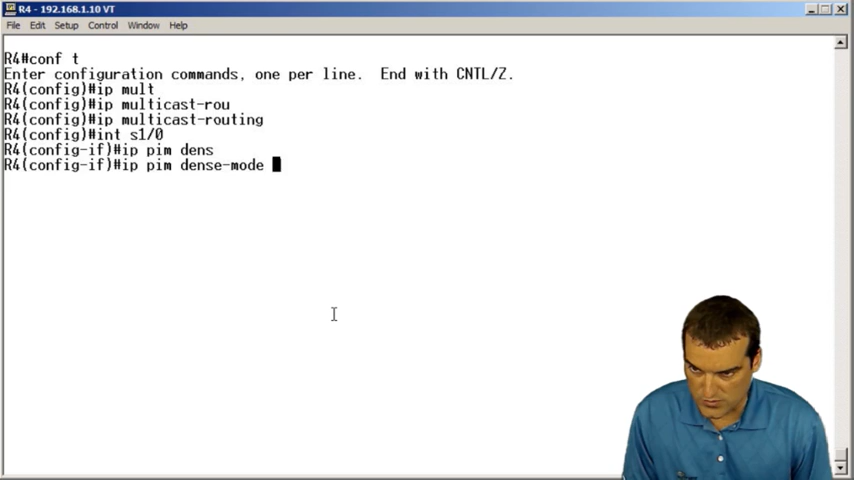 R4 - 192.168.1.10 VT
File Edit Setup Control Window Help
R4#conf t
Enter configuration commands, one per line.  End with CNTL/Z.
R4(config)#ip mult
R4(config)#ip multicast-rou
R4(config)#ip multicast-routing
R4(config)#int s1/0
R4(config-if)#ip pim dens
R4(config-if)#ip pim dense-mode